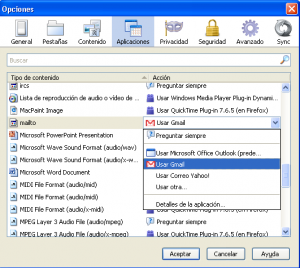 Opciones
General Pestañas Contenido Aplicaciones Privacidad Seguridad Avanzado Sync
Buscar
Tipo de contenido Acción
ircs Preguntar siempre
Lista de reproducción de audio o vídeo de ... Usar Windows Media Player Plug-in Dynami...
MacPaint Image Usar QuickTime Plug-in 7.6.5 (en Firefox)
mailto Usar Gmail
Microsoft PowerPoint Presentation Preguntar siempre
Microsoft Wave Sound Format (audio/wav)
Microsoft Wave Sound Format (audio/x-w... Usar Microsoft Office Outlook (prede...
Usar Gmail
Microsoft Word Document Usar Correo Yahoo!
MIDI File Format (audio/mid) Usar otra...
MIDI File Format (audio/midi)
MIDI File Format (audio/x-midi) Detalles de la aplicación...
MPEG Layer 3 Audio File (audio/mpeg) Preguntar siempre
MPEG Layer 3 Audio File (audio/x-mpeg) Usar QuickTime Plug-in 7.6.5 (en Firefox)
Aceptar Cancelar Ayuda